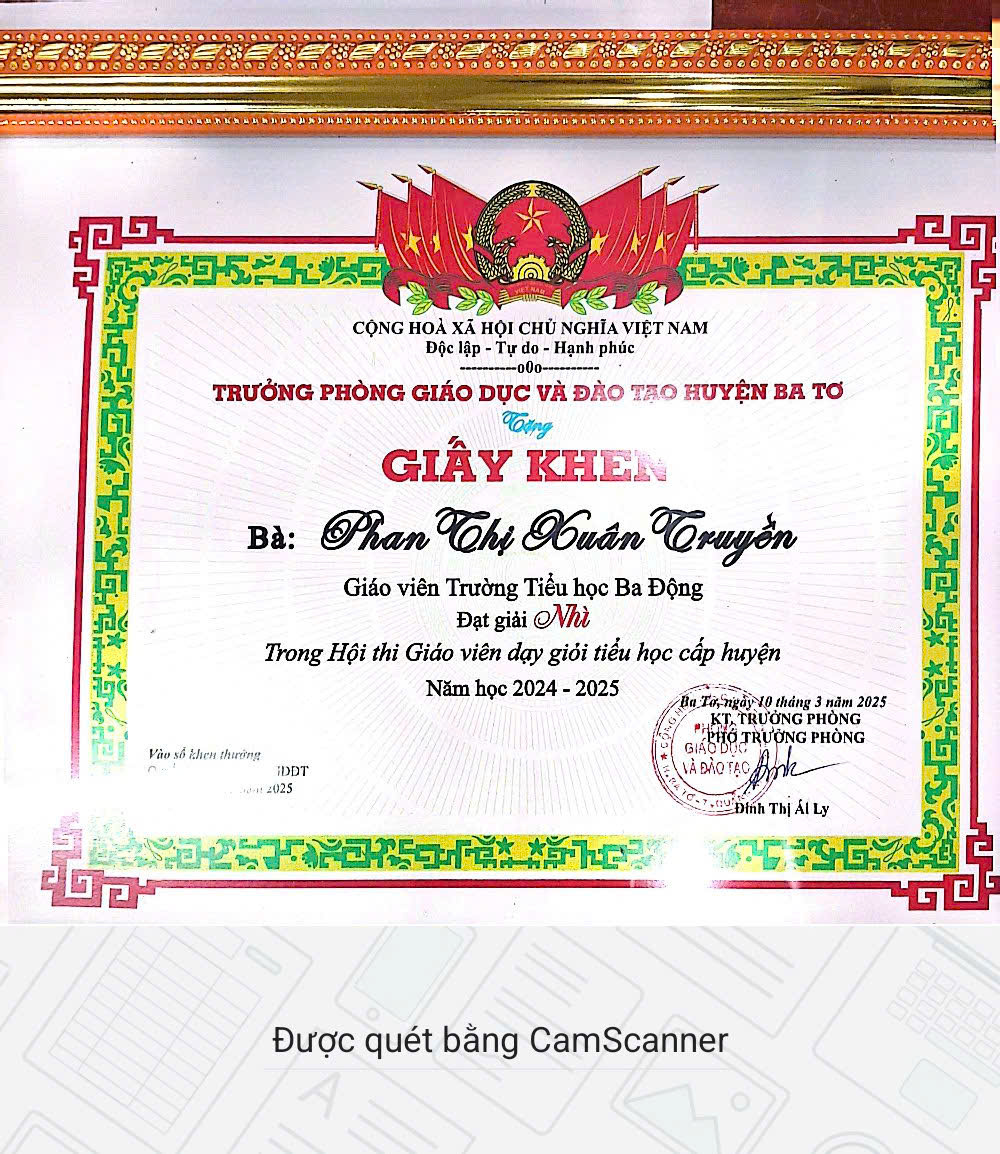 VIỆT NAM
CỘNG HOÀ XÃ HỘI CHỦ NGHĨA VIỆT NAM
Độc lập - Tự do - Hạnh phúc
----------o0o----------
TRƯỞNG PHÒNG GIÁO DỤC VÀ ĐÀO TẠO HUYỆN BA TƠ
Tặng
GIẤY KHEN
Bà: Phan Thị Xuân Truyền
Giáo viên Trường Tiểu học Ba Động
Đạt giải Nhì
Trong Hội thi Giáo viên dạy giỏi tiểu học cấp huyện
Năm học 2024 - 2025
Ba Tơ, ngày 10 tháng 3 năm 2025
KT. TRƯỞNG PHÒNG
PHÓ TRƯỞNG PHÒNG
PHÒNG
GIÁO DỤC
VÀ ĐÀO TẠO
Đinh Thị Ái Ly
Vào sổ khen thưởng
2025
Được quét bằng CamScanner